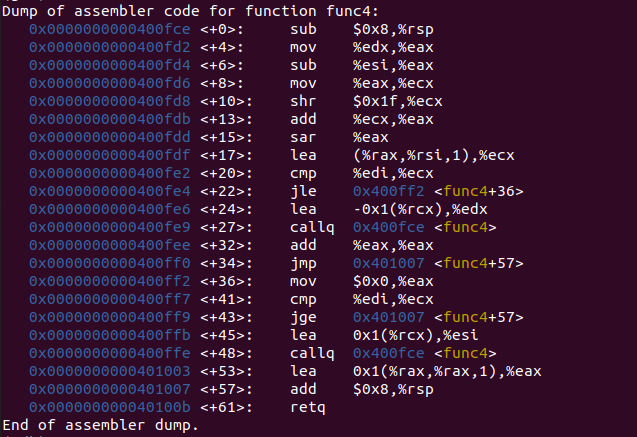 Dump of assembler code for function func4:
   0x0000000000400fce <+0>:     sub    $0x8,%rsp
   0x0000000000400fd2 <+4>:     mov    %edx,%eax
   0x0000000000400fd4 <+6>:     sub    %esi,%eax
   0x0000000000400fd6 <+8>:     mov    %eax,%ecx
   0x0000000000400fd8 <+10>:    shr    $0x1f,%ecx
   0x0000000000400fdb <+13>:    add    %ecx,%eax
   0x0000000000400fdd <+15>:    sar    %eax
   0x0000000000400fdf <+17>:    lea    (%rax,%rsi,1),%ecx
   0x0000000000400fe2 <+20>:    cmp    %edi,%ecx
   0x0000000000400fe4 <+22>:    jle    0x400ff2 <func4+36>
   0x0000000000400fe6 <+24>:    lea    -0x1(%rcx),%edx
   0x0000000000400fe9 <+27>:    callq  0x400fce <func4>
   0x0000000000400fee <+32>:    add    %eax,%eax
   0x0000000000400ff0 <+34>:    jmp    0x401007 <func4+57>
   0x0000000000400ff2 <+36>:    mov    $0x0,%eax
   0x0000000000400ff7 <+41>:    cmp    %edi,%ecx
   0x0000000000400ff9 <+43>:    jge    0x401007 <func4+57>
   0x0000000000400ffb <+45>:    lea    0x1(%rcx),%esi
   0x0000000000400ffe <+48>:    callq  0x400fce <func4>
   0x0000000000401003 <+53>:    lea    0x1(%rax,%rax,1),%eax
   0x0000000000401007 <+57>:    add    $0x8,%rsp
   0x000000000040100b <+61>:    retq
End of assembler dump.